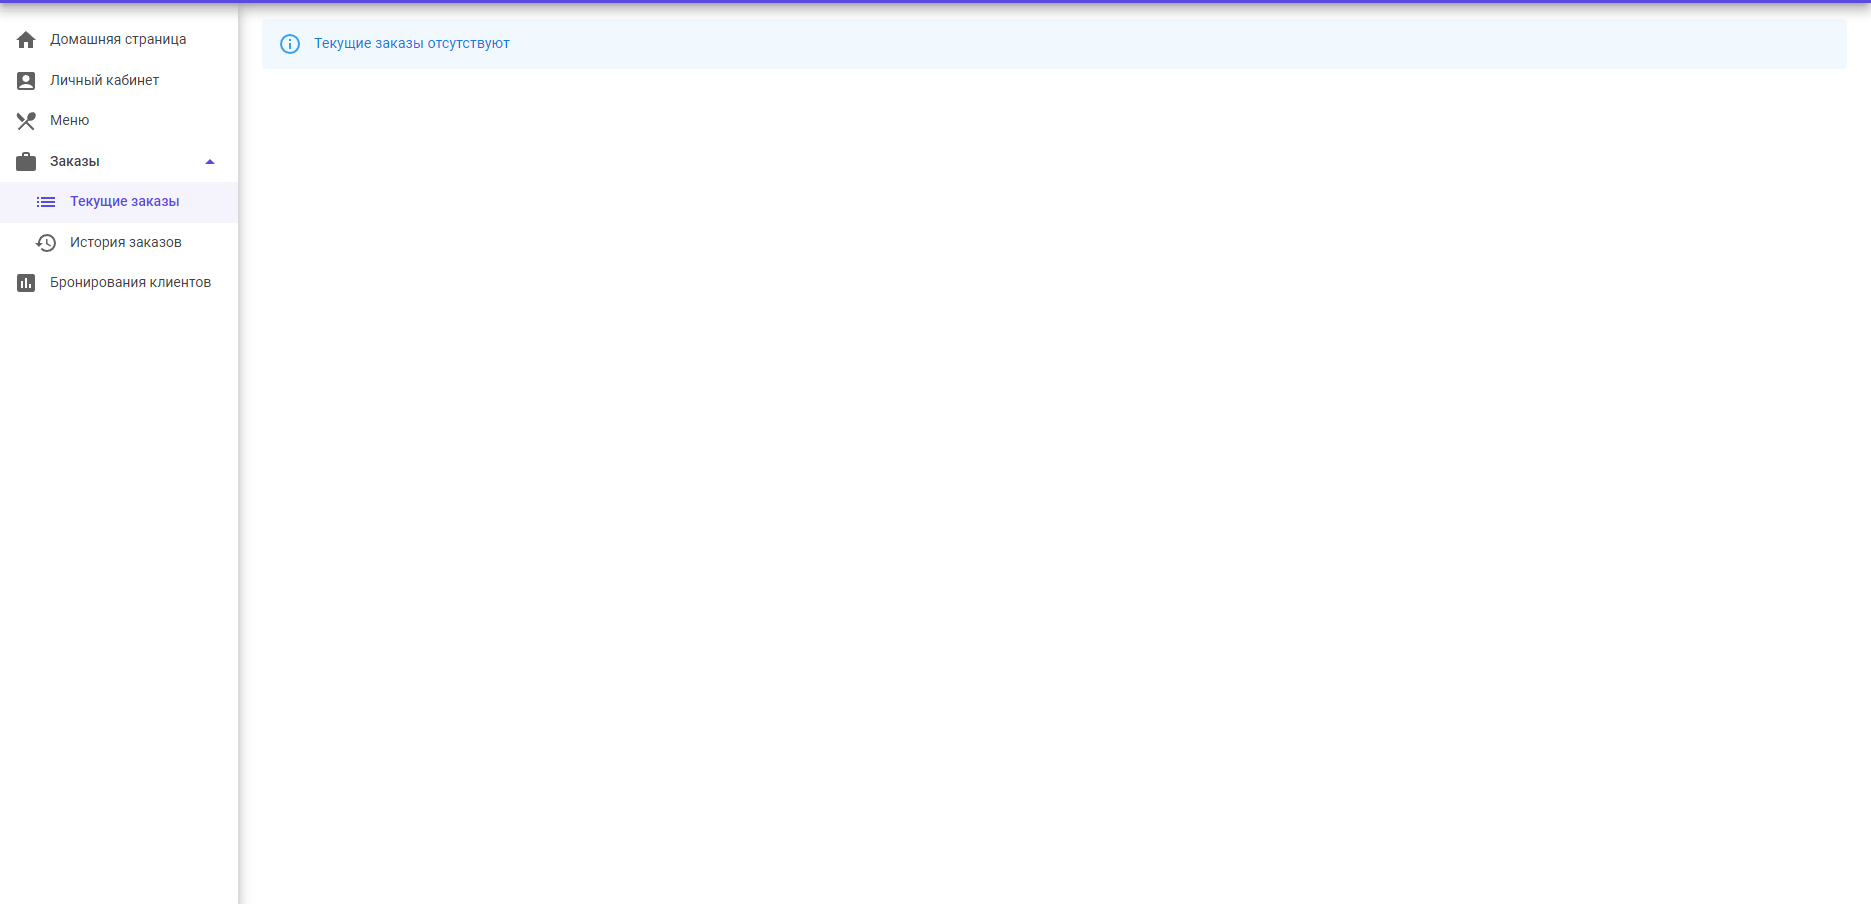 Домашняя страница
Личный кабинет
Меню
Заказы
Текущие заказы
История заказов
Бронирования клиентов
Текущие заказы отсутствуют